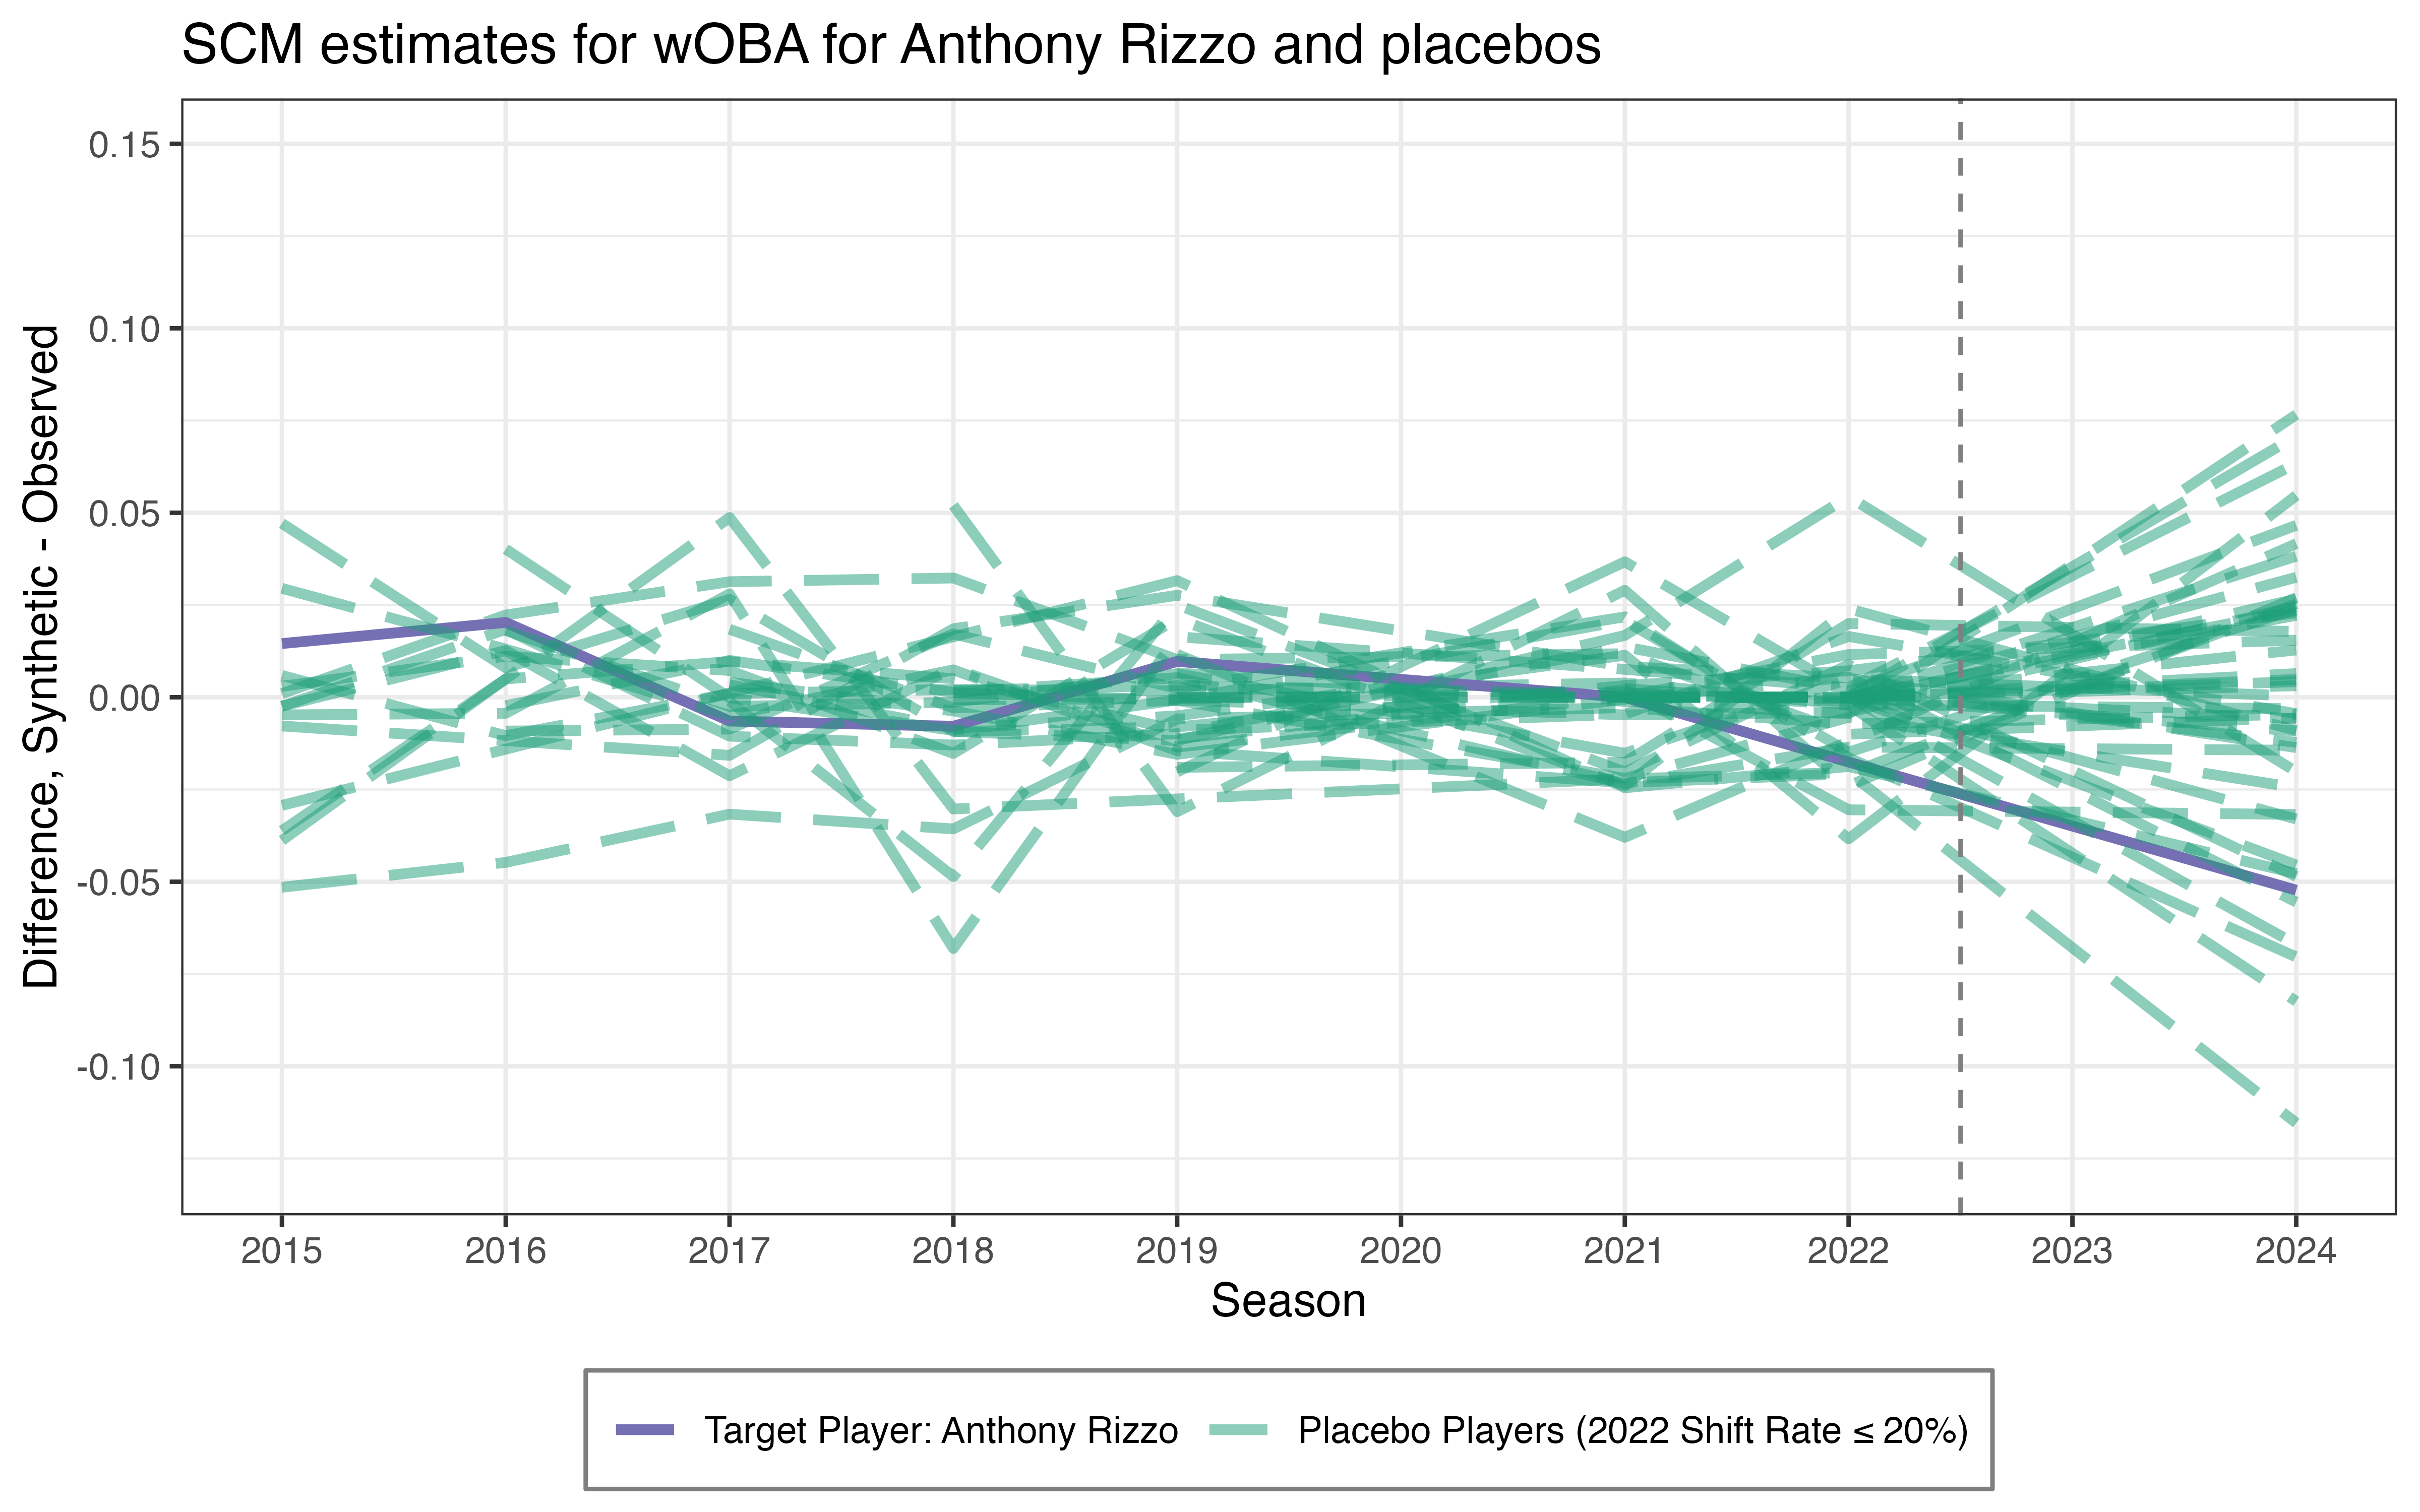 SCM estimates for wOBA for Anthony Rizzo and placebos
Difference, Synthetic - Observed
0.15
0.10
0.05
0.00
-0.05
-0.10
2015 2016 2017 2018 2019 2020 2021 2022 2023 2024
Season
Target Player: Anthony Rizzo Placebo Players (2022 Shift Rate ≤ 20%)